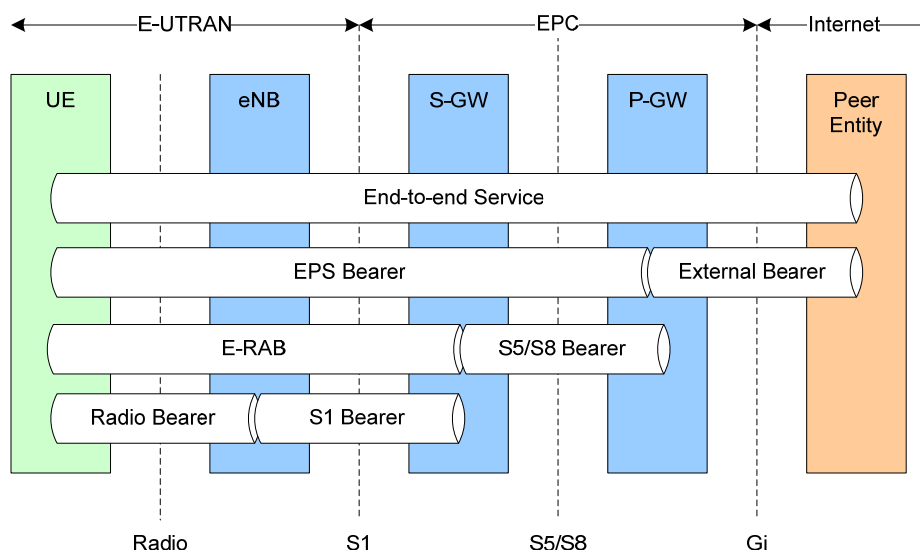 E-UTRAN EPC Internet
UE eNB S-GW P-GW Peer
Entity
End-to-end Service
EPS Bearer External Bearer
E-RAB S5/S8 Bearer
Radio Bearer S1 Bearer
Radio S1 S5/S8 Gi